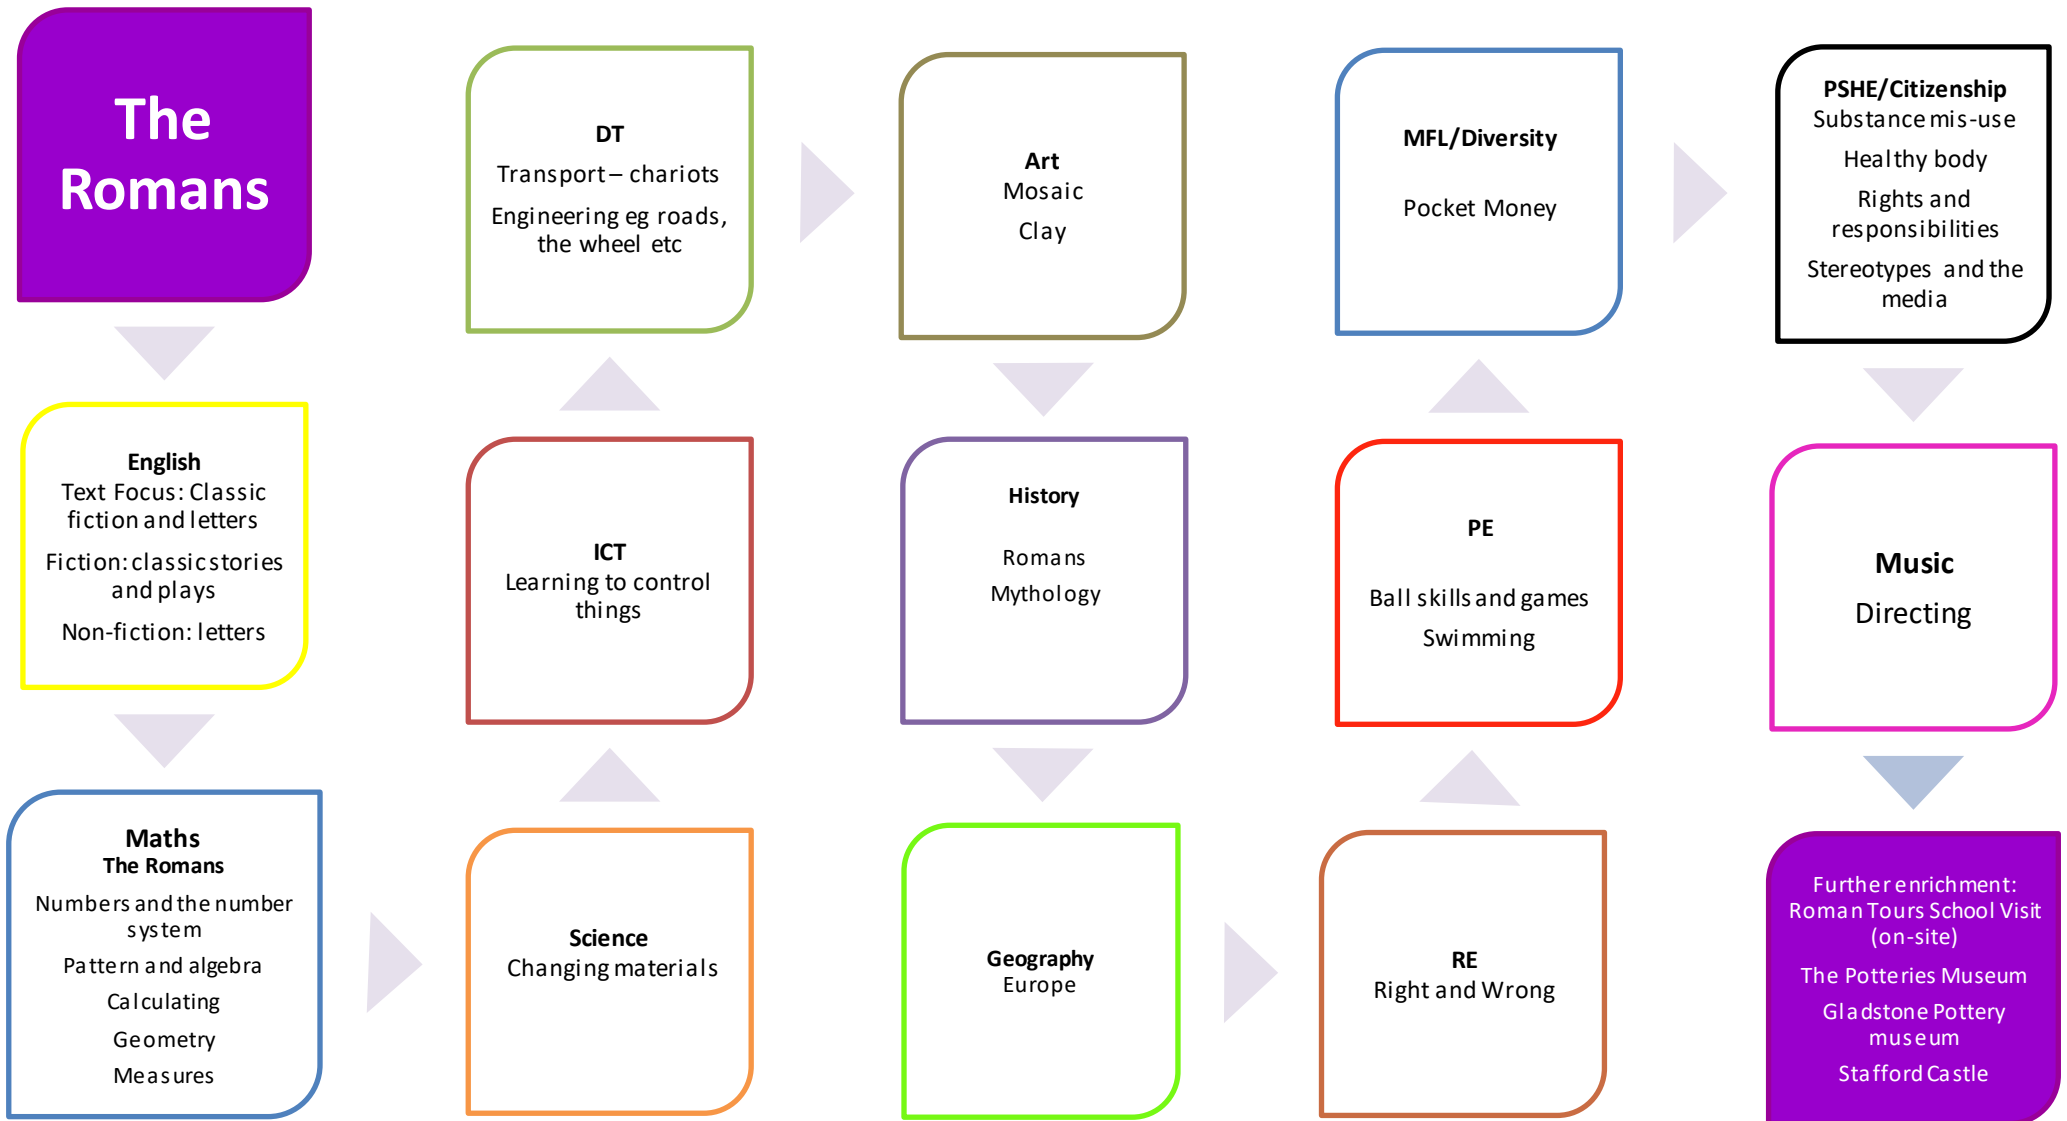 The
Romans
English
Text Focus: Classic
fiction and letters
Fiction: classic stories
and plays
Non-fiction: letters
Maths
The Romans
Numbers and the number
system
Pattern and algebra
Calculating
Geometry
Measures
Science
Changing materials
ICT
Learning to control
things
DT
Transport – chariots
Engineering eg roads,
the wheel etc
Art
Mosaic
Clay
History
Romans
Mythology
Geography
Europe
RE
Right and Wrong
PE
Ball skills and games
Swimming
MFL/Diversity
Pocket Money
PSHE/Citizenship
Substance mis-use
Healthy body
Rights and
responsibilities
Stereotypes and the
media
Music
Directing
Further enrichment:
Roman Tours School Visit
(on-site)
The Potteries Museum
Gladstone Pottery
museum
Stafford Castle